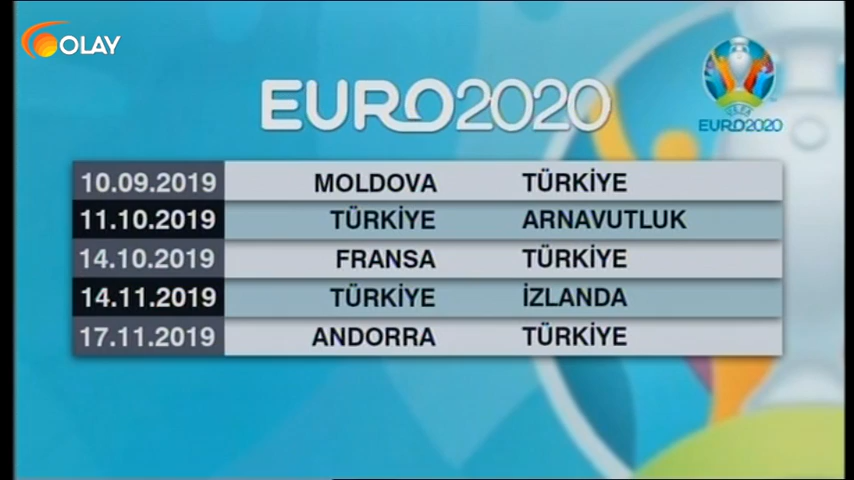 OLAY
EURO2020
UEFA
EURO2020
10.09.2019 MOLDOVA TÜRKİYE
11.10.2019 TÜRKİYE ARNAVUTLUK
14.10.2019 FRANSA TÜRKİYE
14.11.2019 TÜRKİYE İZLANDA
17.11.2019 ANDORRA TÜRKİYE